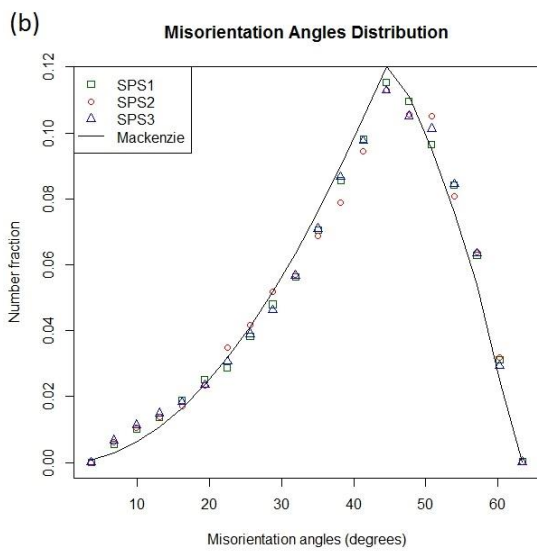 (b)
Misorientation Angles Distribution
SPS1
SPS2
SPS3
Mackenzie
Number fraction
0.12
0.10
0.08
0.06
0.04
0.02
0.00
10 20 30 40 50 60
Misorientation angles (degrees)